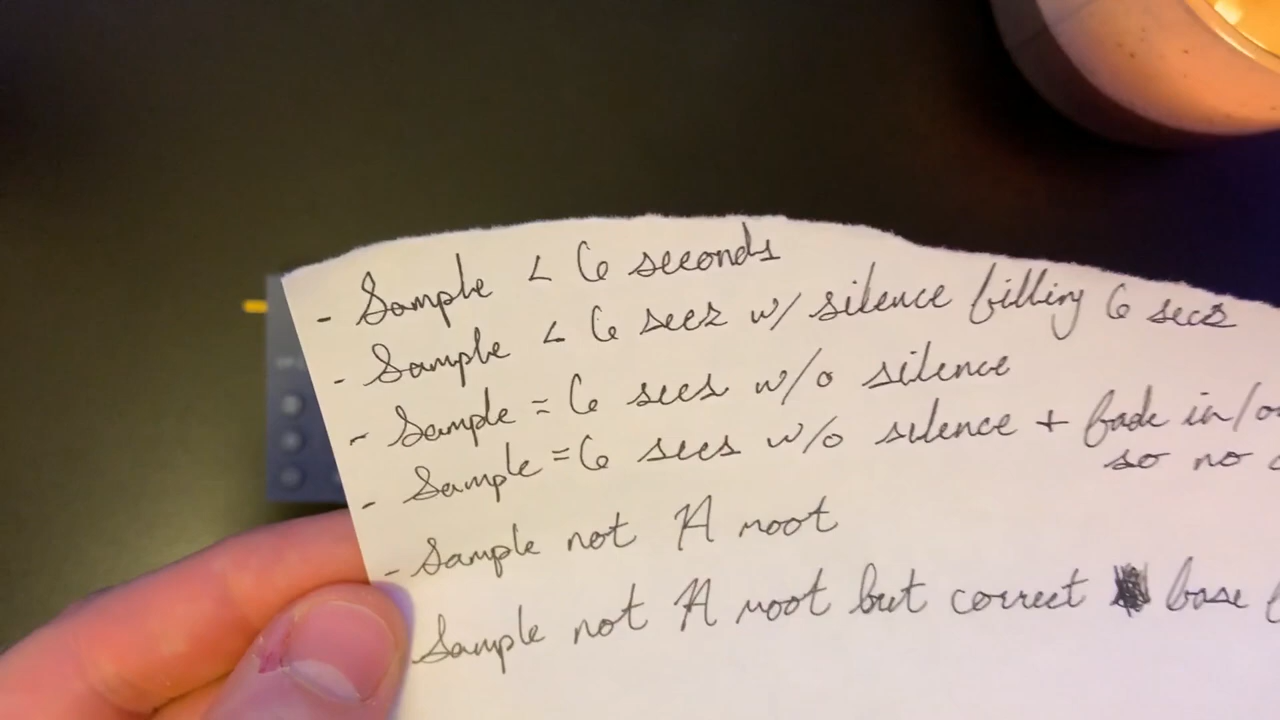 - Sample < 6 seconds
- Sample < 6 secs w/ silence filling 6 secs
- Sample = 6 secs w/o silence
- Sample = 6 secs w/o silence + fade in/o
so no
- Sample not A root
Sample not A root but correct base